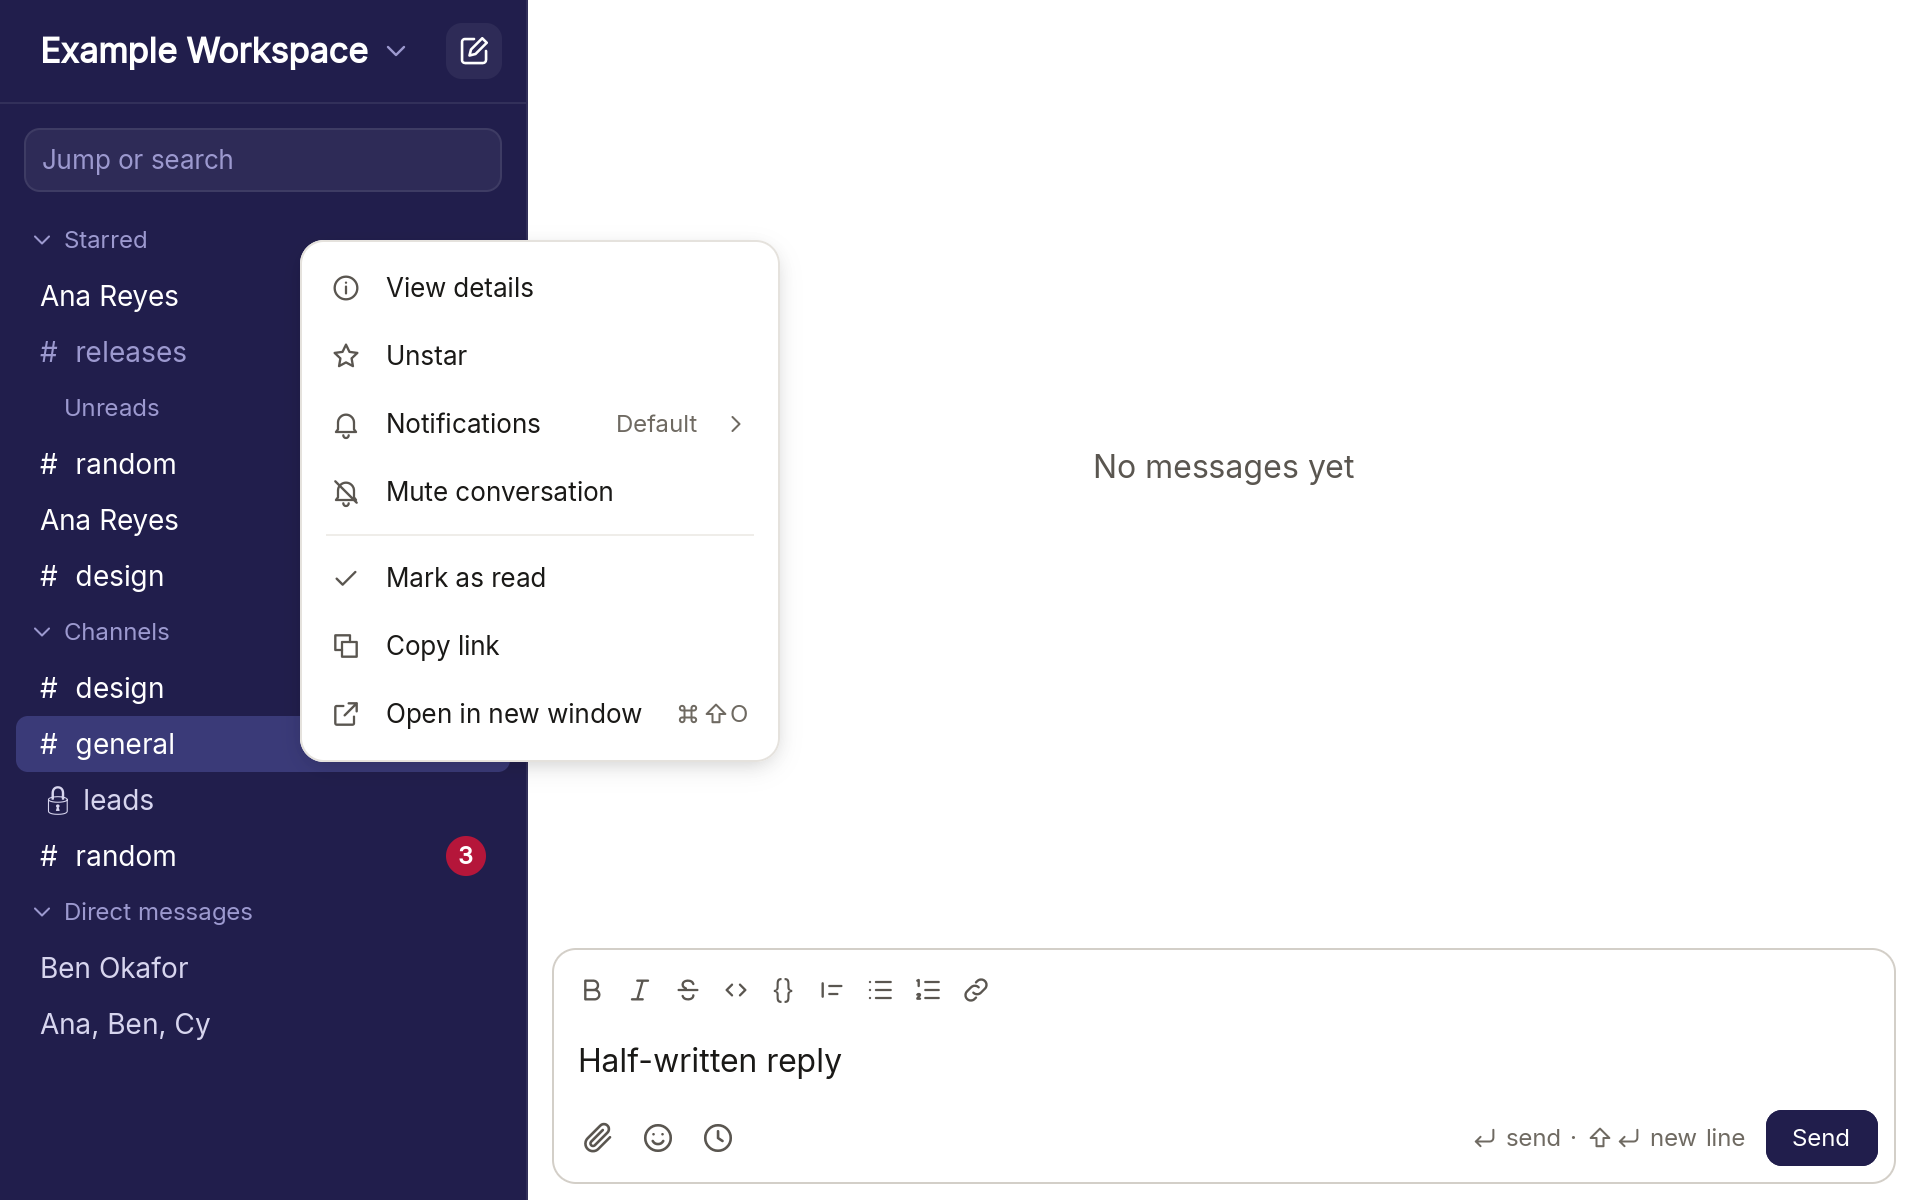 Example Workspace
Jump or search
Starred
Ana Reyes
# releases
Unreads
# random
Ana Reyes
# design
Channels
# design
# general
leads
# random 3
Direct messages
Ben Okafor
Ana, Ben, Cy
View details
Unstar
Notifications Default
Mute conversation
Mark as read
Copy link
Open in new window ⌘⇧O
No messages yet
Half-written reply
↵ send · ⇧↵ new line Send